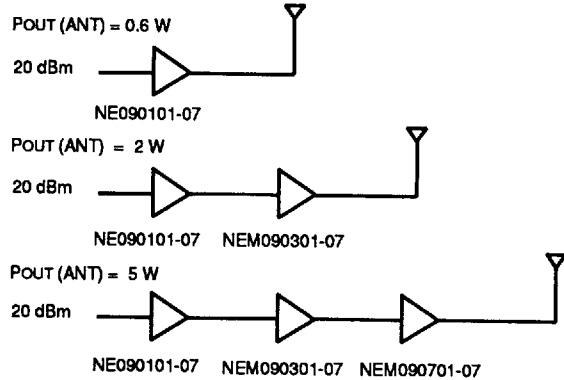 POUT (ANT) = 0.6 W
20 dBm
NE090101-07
POUT (ANT) = 2 W
20 dBm
NE090101-07 NEM090301-07
POUT (ANT) = 5 W
20 dBm
NE090101-07 NEM090301-07 NEM090701-07